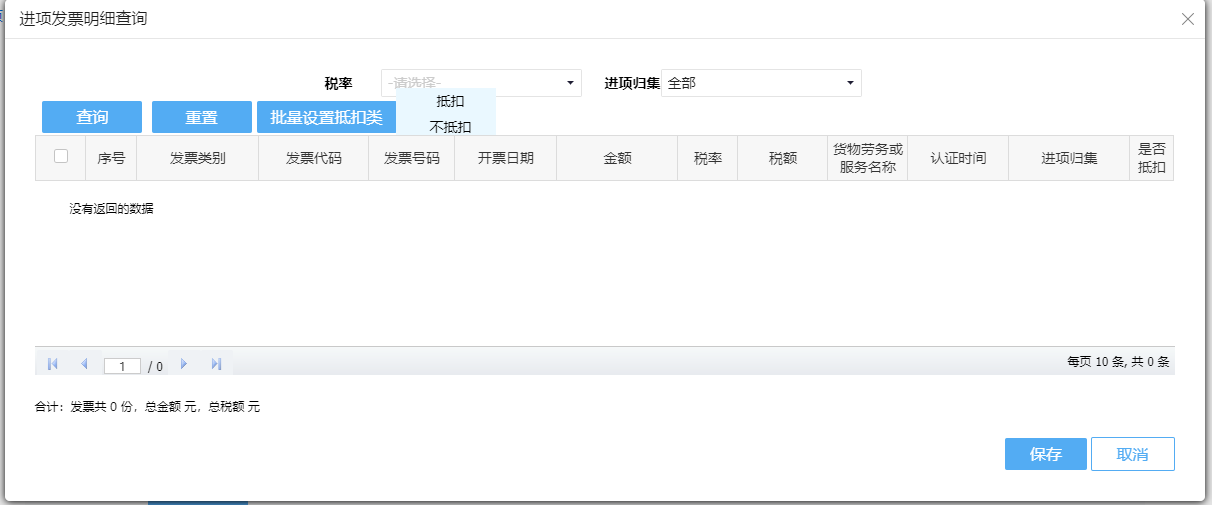 进项发票明细查询
税率 -请选择- 进项归集 全部
抵扣
查询 重置 批量设置抵扣类
不抵扣
序号 发票类别 发票代码 发票号码 开票日期 金额 税率 税额 货物劳务或 认证时间 进项归集 是否
服务名称 抵扣
没有返回的数据
1 / 0 每页 10 条, 共 0 条
合计：发票共 0 份，总金额 元，总税额 元
保存 取消